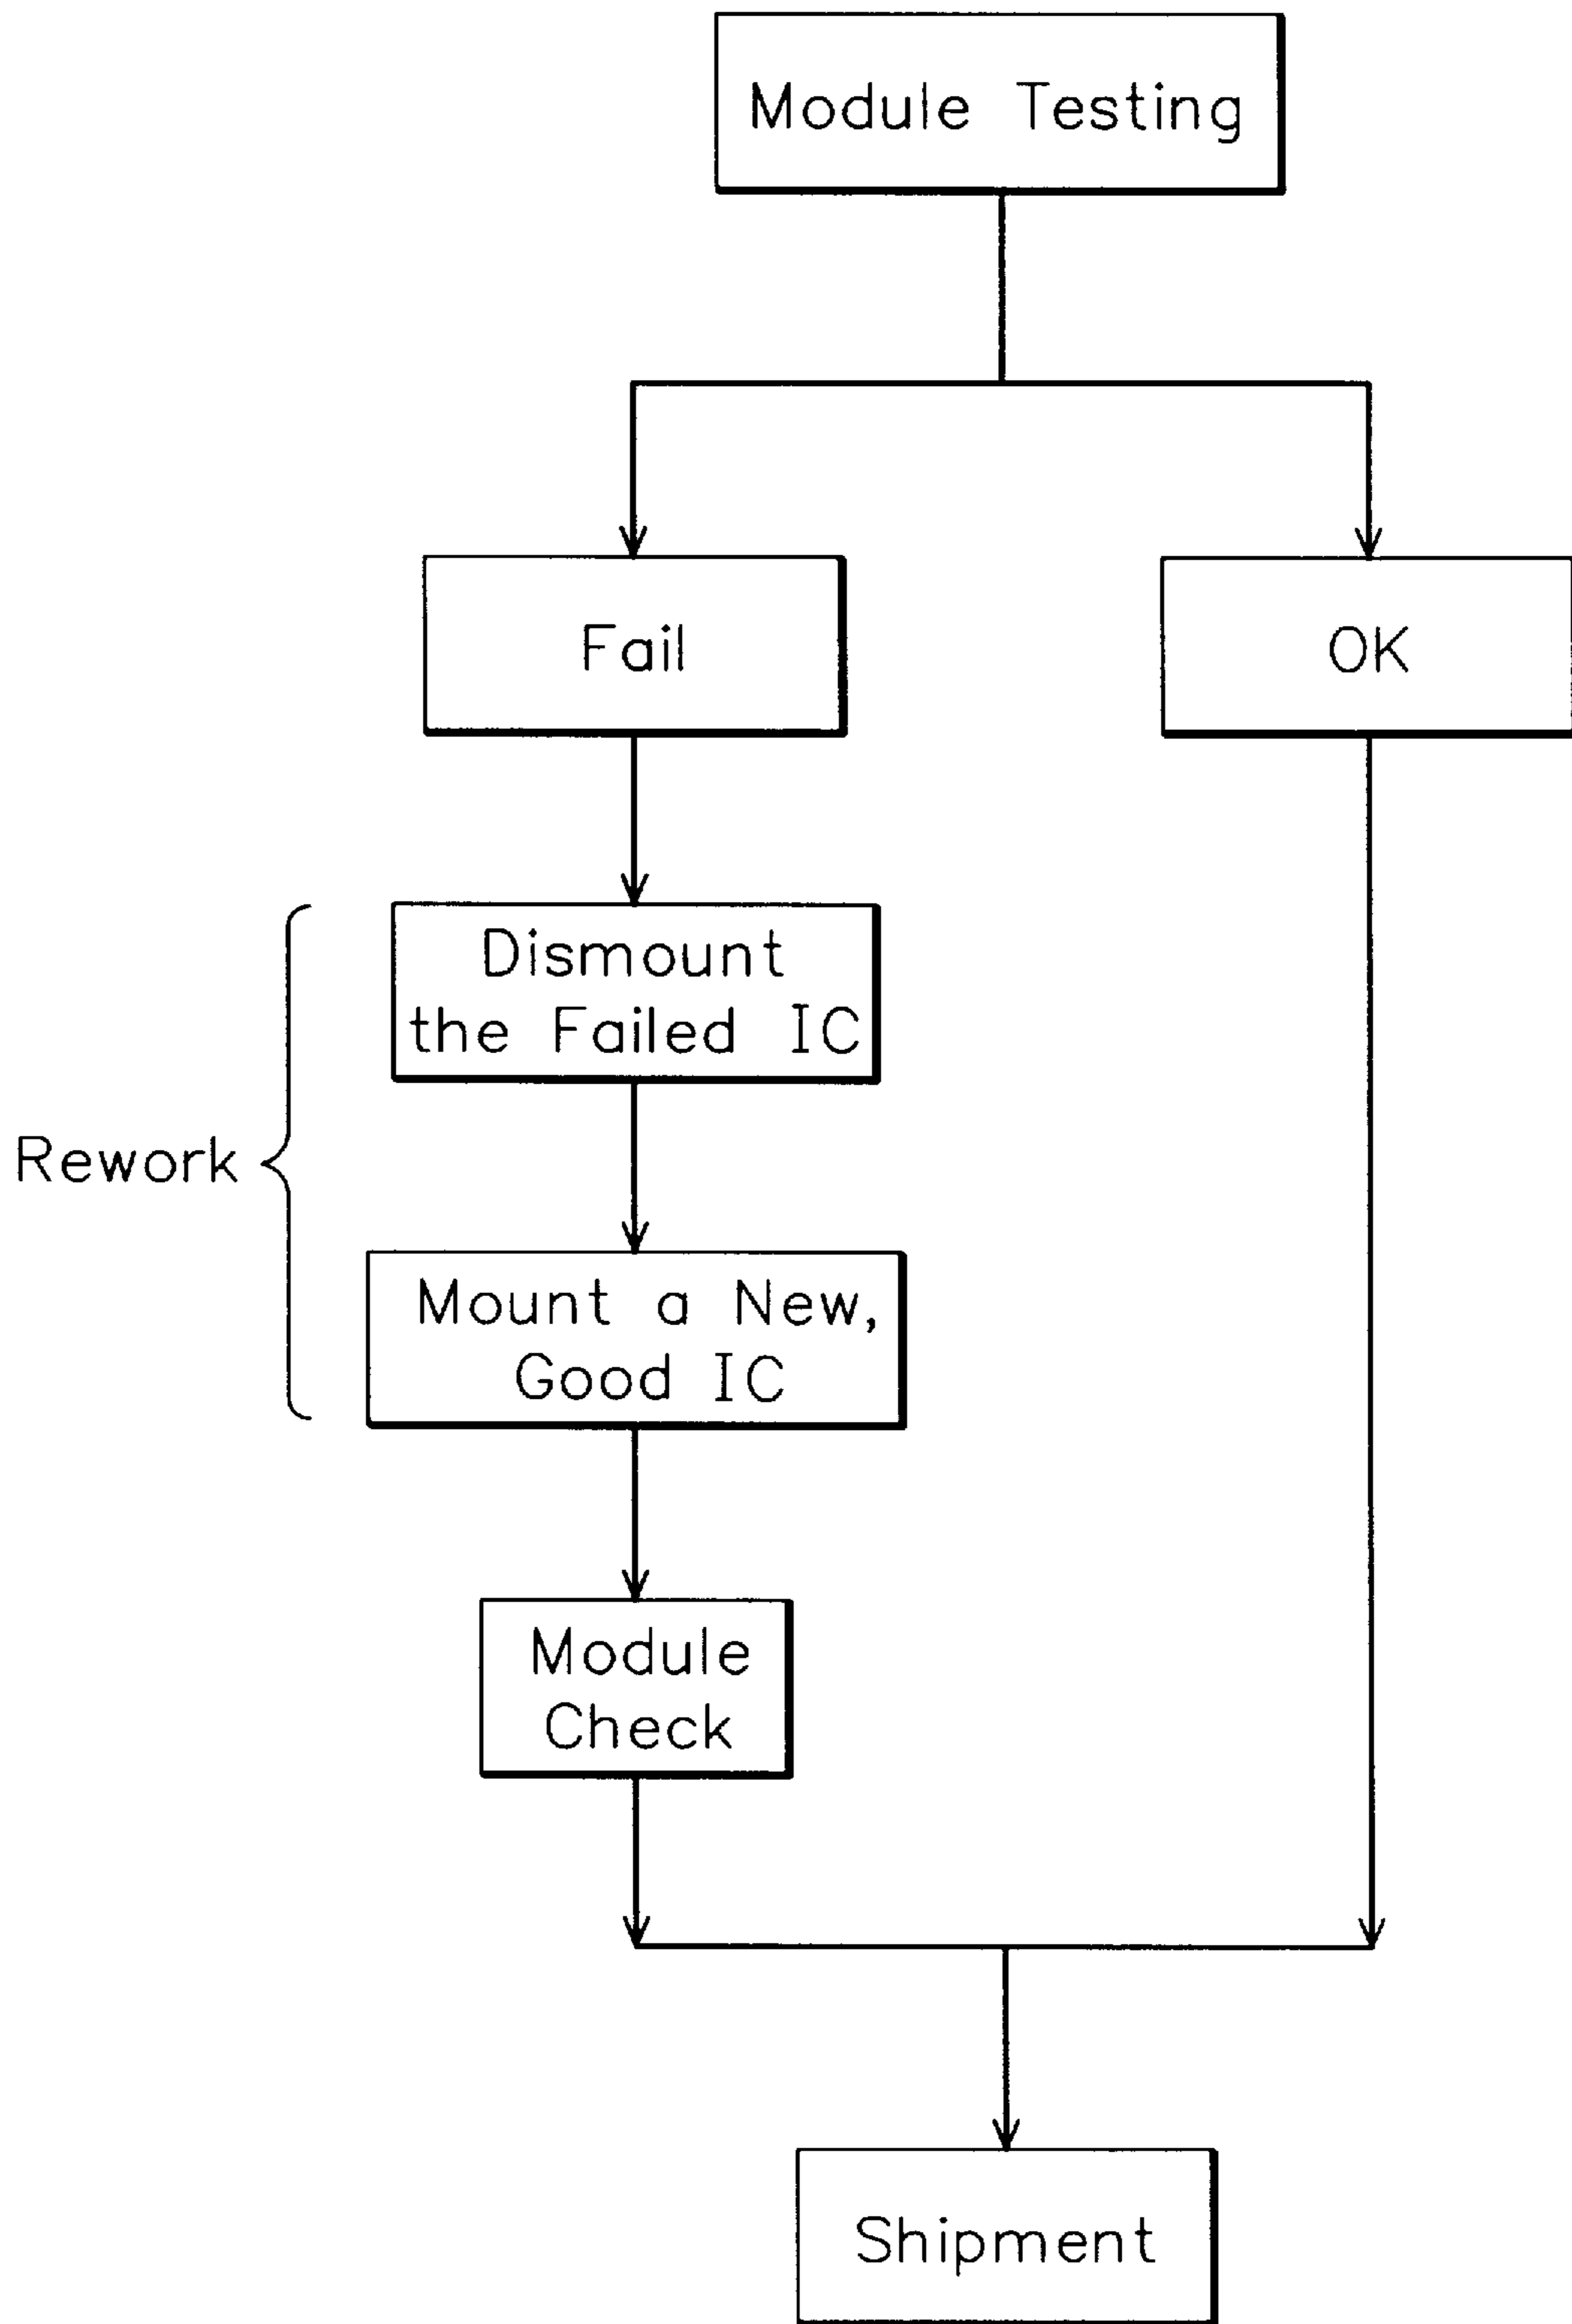 Module Testing
Fail
OK
Dismount
the Failed IC
Rework
Mount a New,
Good IC
Module
Check
Shipment